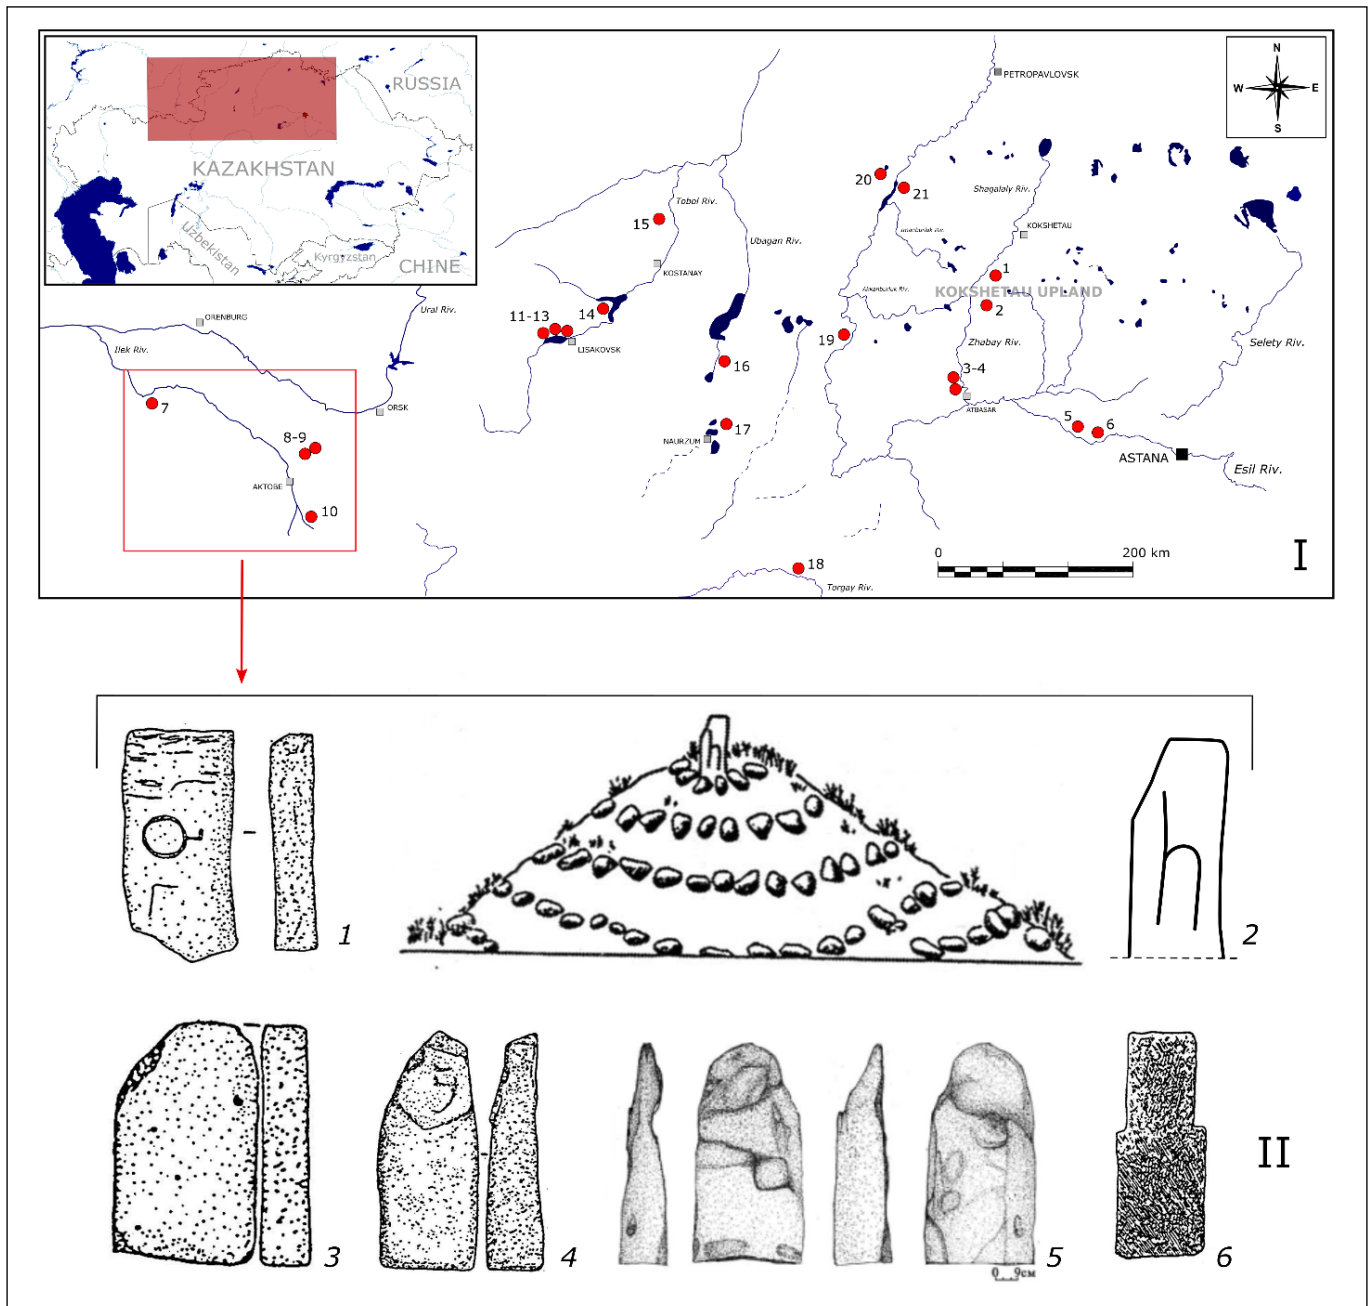 RUSSIA
KAZAKHSTAN
Uzbekistan
Kyrgyzstan
CHINE
N
W E
S
PETROPAVLOVSK
20
21
Shagalaly Riv.
15
Tobol Riv.
Ubagan Riv.
KOKSHETAU
KOSTANAY
1
KOKSHETAU UPLAND
2
Ural Riv.
ORENBURG
11-13
14
LISAKOVSK
19
Zhabay Riv.
Selety Riv.
Ilek Riv.
16
3-4
7
ORSK
ATBASAR
5
6
17
NAURZUM
8-9
ASTANA
Esil Riv.
AKTOBE
10
0 200 km
18
Torgay Riv.
I
1
2
3
4
5
0 9см
6
II